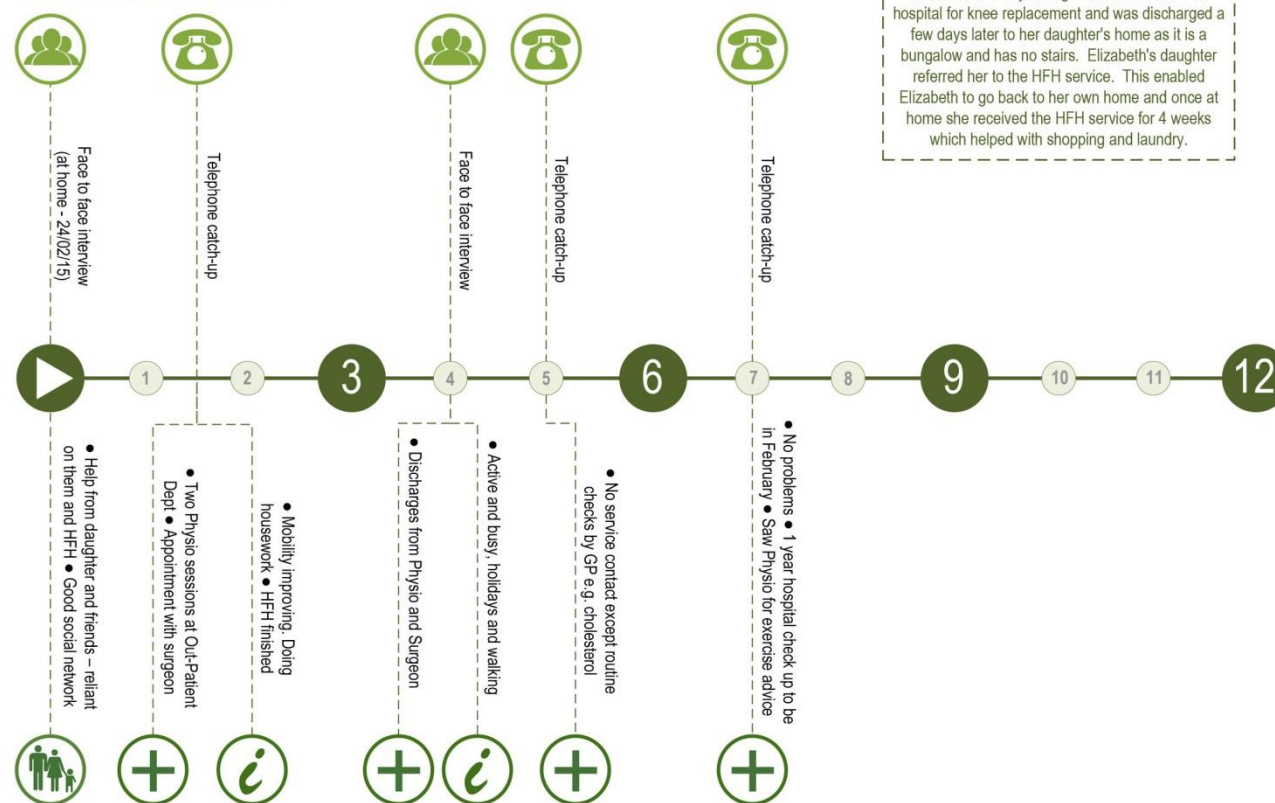 hospital for knee replacement and was discharged a
few days later to her daughter's home as it is a
bungalow and has no stairs. Elizabeth's daughter
referred her to the HFH service. This enabled
Elizabeth to go back to her own home and once at
home she received the HFH service for 4 weeks
which helped with shopping and laundry.
Face to face interview
(at home - 24/02/15)
Telephone catch-up
Face to face interview
Telephone catch-up
Telephone catch-up
1
2
3
4
5
6
7
8
9
10
11
12
● Help from daughter and friends – reliant
on them and HFH ● Good social network
● Two Physio sessions at Out-Patient
Dept ● Appointment with surgeon
● Mobility improving. Doing
housework ● HFH finished
● Discharges from Physio and Surgeon
● Active and busy, holidays and walking
● No service contact except routine
checks by GP e.g. cholesterol
● No problems ● 1 year hospital check up to be
in February ● Saw Physio for exercise advice
i
i